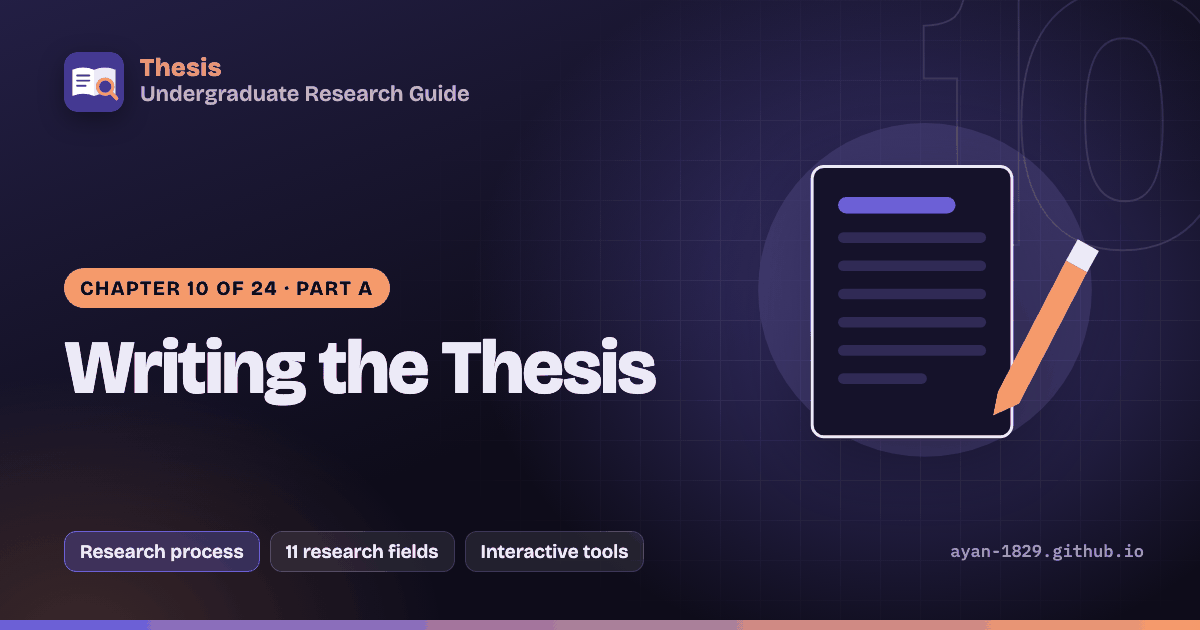 10
Thesis
Undergraduate Research Guide
CHAPTER 10 OF 24 · PART A
Writing the Thesis
Research process
11 research fields
Interactive tools
ayan-1829.github.io